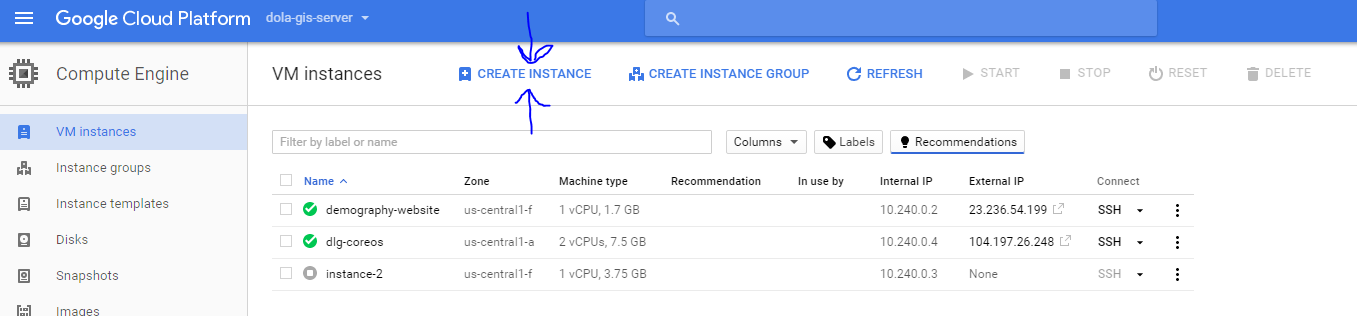 Google Cloud Platform dola-gis-server
Compute Engine
VM instances CREATE INSTANCE CREATE INSTANCE GROUP REFRESH START STOP RESET DELETE
VM instances
Instance groups
Instance templates
Disks
Snapshots
Images
Filter by label or name Columns Labels Recommendations
Name Zone Machine type Recommendation In use by Internal IP External IP Connect
demography-website us-central1-f 1 vCPU, 1.7 GB 10.240.0.2 23.236.54.199 SSH
dlg-coreos us-central1-a 2 vCPUs, 7.5 GB 10.240.0.4 104.197.26.248 SSH
instance-2 us-central1-f 1 vCPU, 3.75 GB 10.240.0.3 None SSH